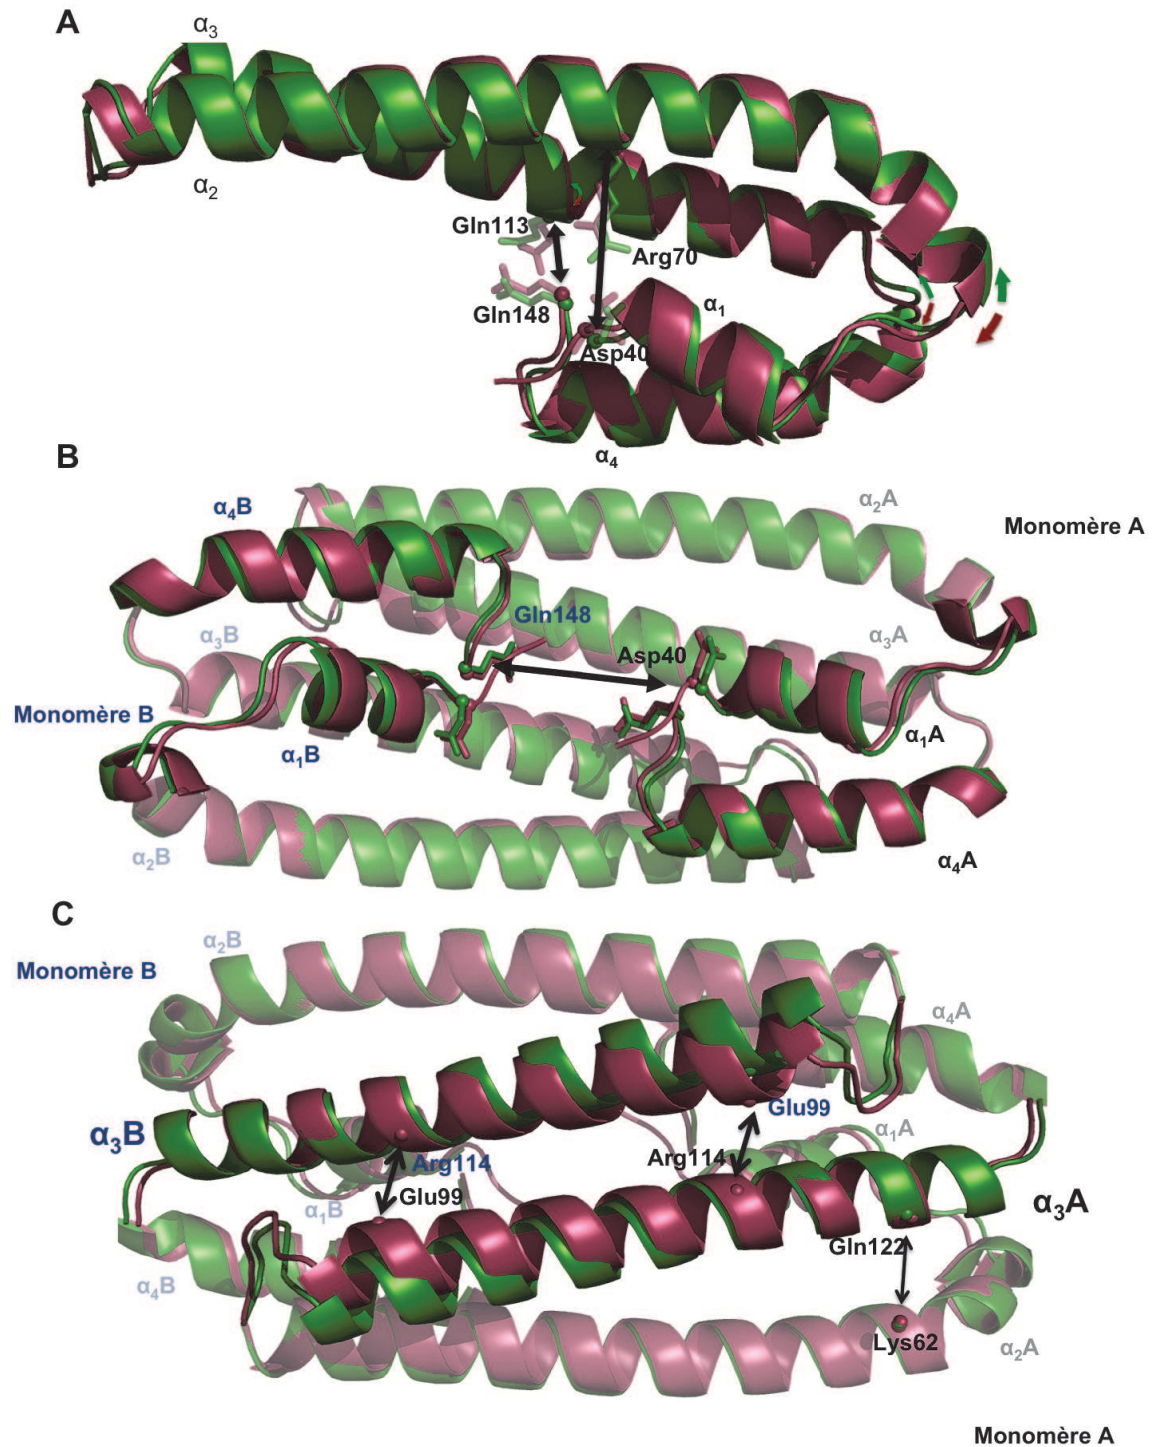 A
α3
α2
Gln113
Arg70
Gln148
α1
Asp40
α4
B
α4B
α2A
Monomère A
Gln148
α3B
Asp40
α3A
Monomère B
α1B
α1A
α2B
α4A
C
α2B
Monomère B
α4A
Glu99
α3B
α1A
Arg114
Arg114
Glu99
α1B
α3A
Gln122
α4B
Lys62
α2A
Monomère A